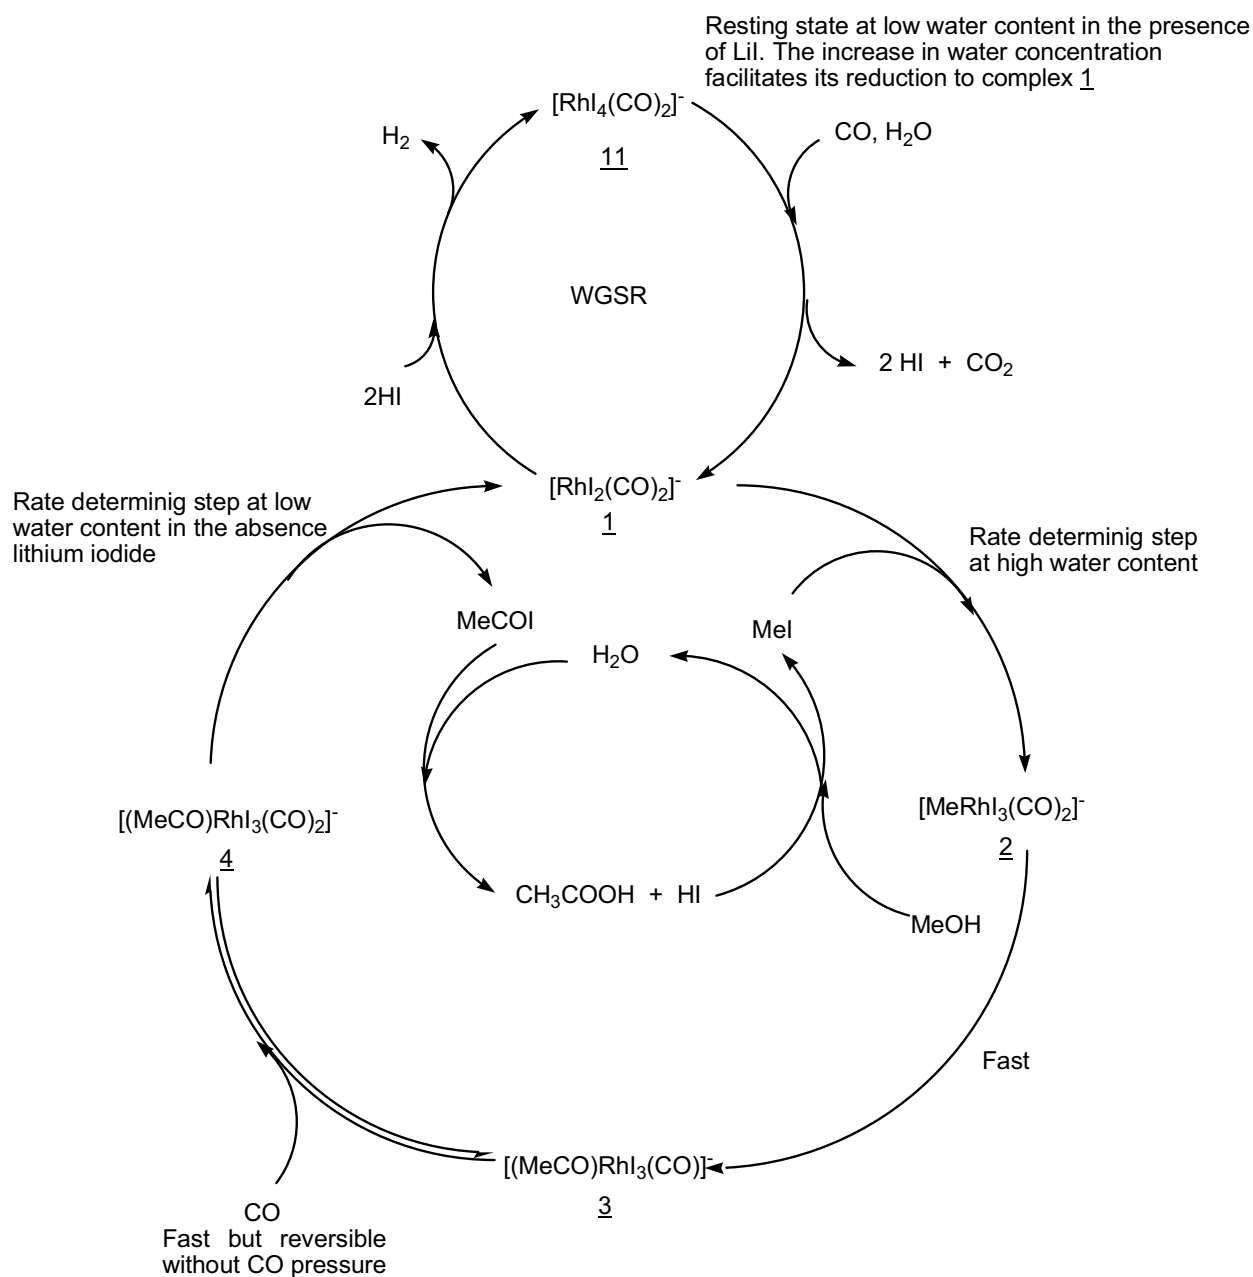 Resting state at low water content in the presence
of LiI. The increase in water concentration
facilitates its reduction to complex 1
[RhI4(CO)2]-
11
H2
CO, H2O
WGSR
2HI
2 HI + CO2
[RhI2(CO)2]-
1
Rate determinig step at low
water content in the absence
lithium iodide
Rate determinig step
at high water content
MeCOI
H2O
MeI
[(MeCO)RhI3(CO)2]-
4
[MeRhI3(CO)2]-
2
CH3COOH + HI
MeOH
Fast
[(MeCO)RhI3(CO)]-
3
CO
Fast but reversible
without CO pressure